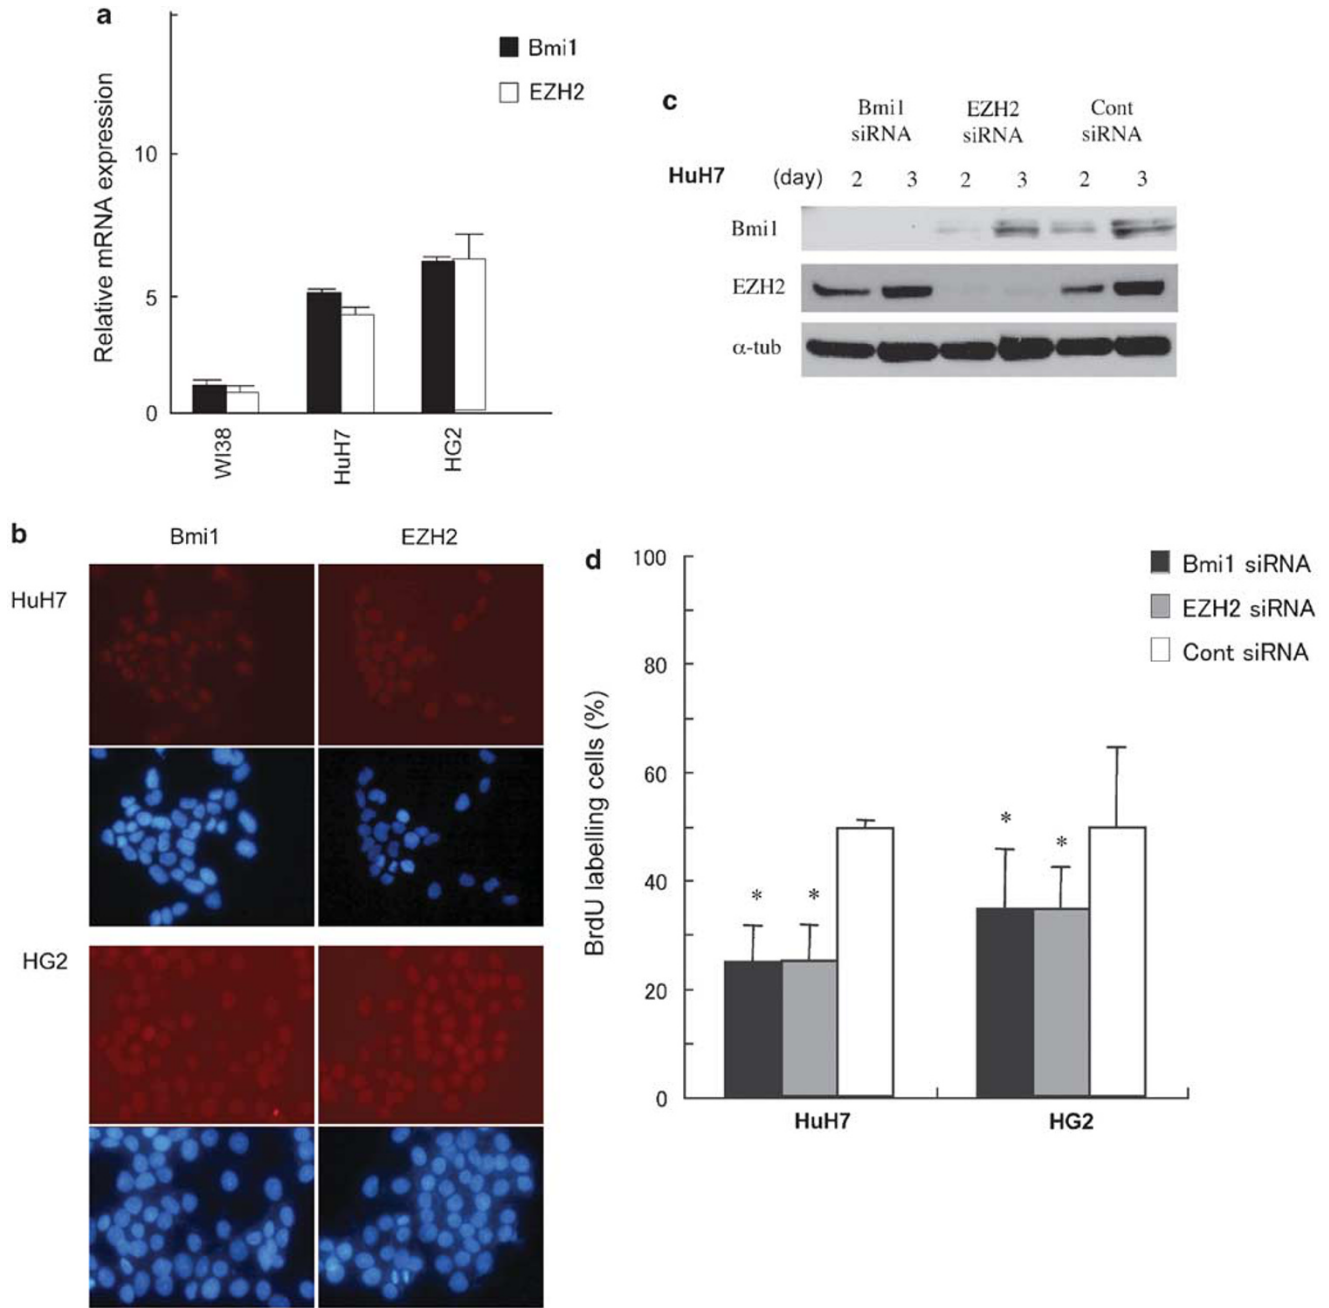 a
Bmi1
EZH2
Relative mRNA expression
10
5
0
WI38
HuH7
HG2
b
Bmi1
EZH2
HuH7
HG2
c
Bmi1 siRNA
EZH2 siRNA
Cont siRNA
HuH7 (day) 2 3 2 3 2 3
Bmi1
EZH2
α-tub
d
100
80
60
40
20
0
BrdU labelling cells (%)
Bmi1 siRNA
EZH2 siRNA
Cont siRNA
* * * *
HuH7
HG2